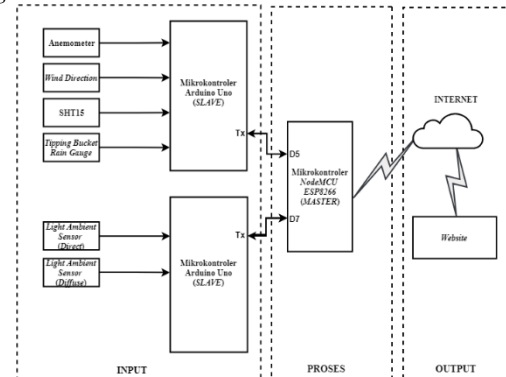 Anemometer
Wind Direction
SHT15
Tipping Bucket
Rain Gauge
Mikrokontroler
Arduino Uno
(SLAVE)
Tx
Light Ambient
Sensor
(Direct)
Light Ambient
Sensor
(Diffuse)
Mikrokontroler
Arduino Uno
(SLAVE)
Tx
INPUT
D5
Mikrokontroler
NodeMCU
ESP8266
(MASTER)
D7
PROSES
INTERNET
Website
OUTPUT